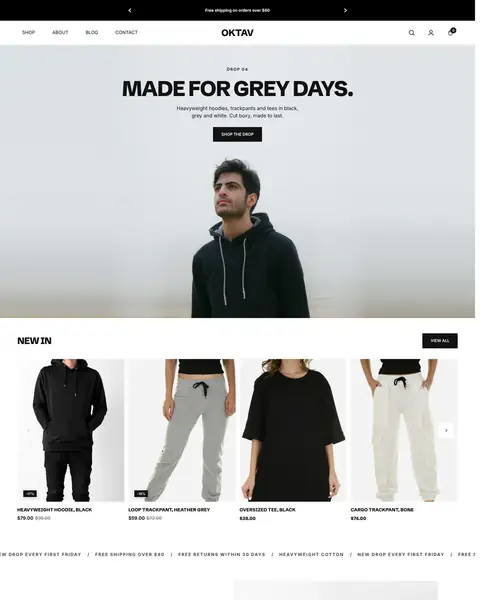 Free shipping on orders over $80
SHOP ABOUT BLOG CONTACT
OKTAV
0
DROP 04
MADE FOR GREY DAYS.
Heavyweight hoodies, trackpants and tees in black,
grey and white. Cut boxy, made to last.
SHOP THE DROP
NEW IN
VIEW ALL
HEAVYWEIGHT HOODIE, BLACK
$79.00
LOOP TRACKPANT, HEATHER GREY
$59.00 $72.00
OVERSIZED TEE, BLACK
$38.00
CARGO TRACKPANT, BONE
$74.00
NEW DROP EVERY FIRST FRIDAY / FREE SHIPPING OVER $80 / FREE RETURNS WITHIN 30 DAYS / HEAVYWEIGHT COTTON / NEW DROP EVERY FIRST FRIDAY / FREE